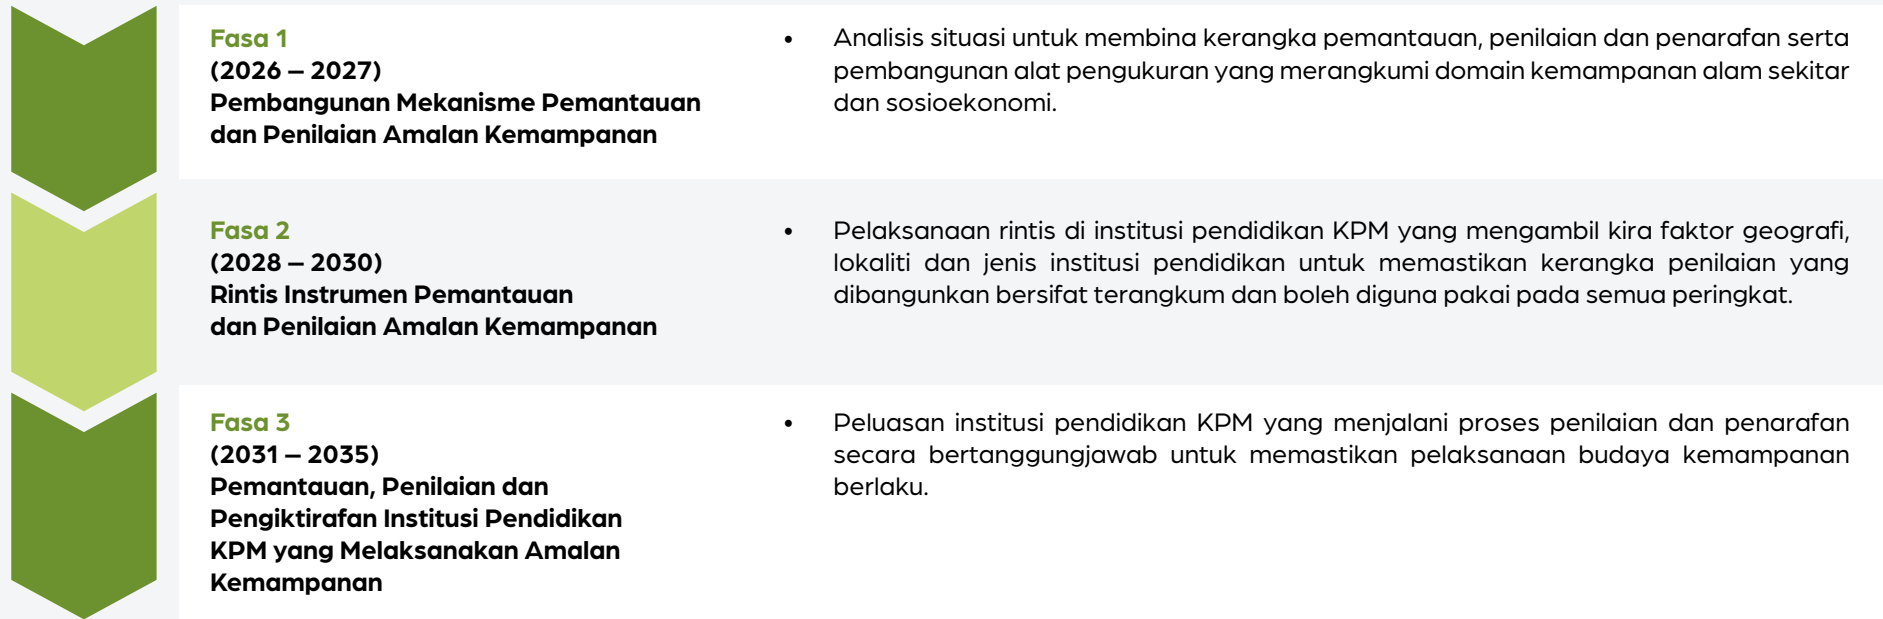 Fasa 1
(2026 – 2027)
Pembangunan Mekanisme Pemantauan
dan Penilaian Amalan Kemampanan
• Analisis situasi untuk membina kerangka pemantauan, penilaian dan penarafan serta
pembangunan alat pengukuran yang merangkumi domain kemampanan alam sekitar
dan sosioekonomi.
Fasa 2
(2028 – 2030)
Rintis Instrumen Pemantauan
dan Penilaian Amalan Kemampanan
• Pelaksanaan rintis di institusi pendidikan KPM yang mengambil kira faktor geografi,
lokaliti dan jenis institusi pendidikan untuk memastikan kerangka penilaian yang
dibangunkan bersifat terangkum dan boleh diguna pakai pada semua peringkat.
Fasa 3
(2031 – 2035)
Pemantauan, Penilaian dan
Pengiktirafan Institusi Pendidikan
KPM yang Melaksanakan Amalan
Kemampanan
• Peluasan institusi pendidikan KPM yang menjalani proses penilaian dan penarafan
secara bertanggungjawab untuk memastikan pelaksanaan budaya kemampanan
berlaku.